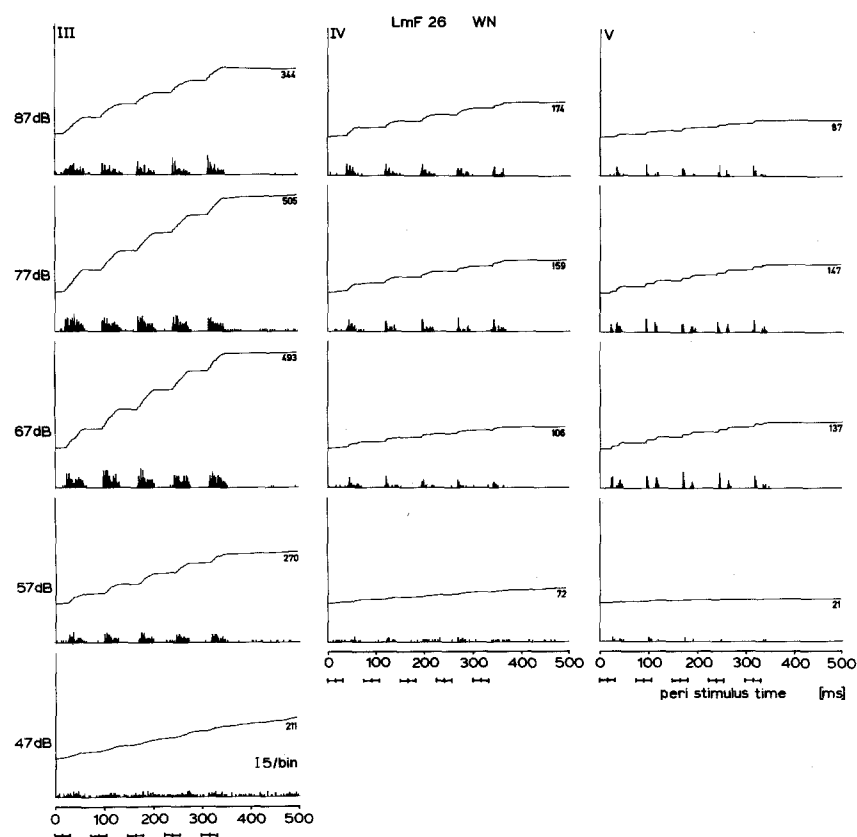 LmF 26 WN
III IV V
87dB
344 174 87
77dB
505 159 147
67dB
493 106 137
57dB
270 72 21
0 100 200 300 400 500
0 100 200 300 400 500
peri stimulus time [ms]
47dB
211
I5/bin
0 100 200 300 400 500